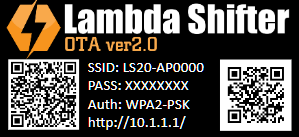 Lambda Shifter
OTA ver2.0
SSID: LS20-AP0000
PASS: XXXXXXXX
Auth: WPA2-PSK
http://10.1.1.1/